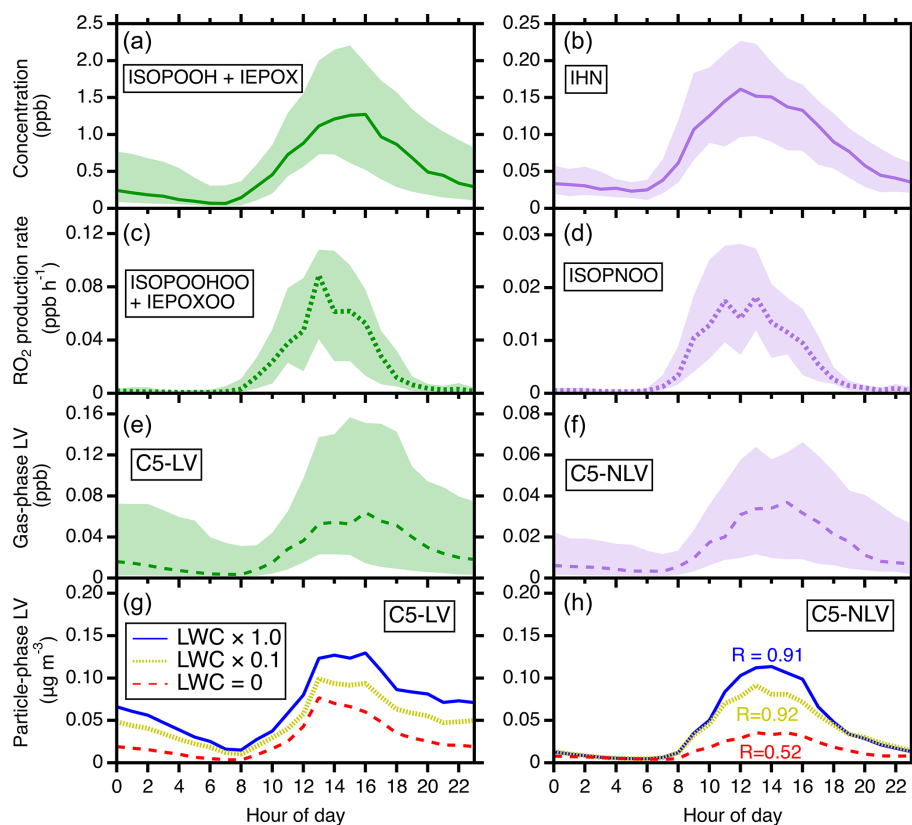 (a)
ISOPOOH + IEPOX
Concentration
(ppb)
2.5
2.0
1.5
1.0
0.5
0
(b)
IHN
0.25
0.20
0.15
0.10
0.05
0
(c)
ISOPOOHOO
+ IEPOXOO
RO₂ production rate
(ppb h⁻¹)
0.12
0.08
0.04
0
(d)
ISOPNOO
0.03
0.02
0.01
0
(e)
C5-LV
Gas-phase LV
(ppb)
0.16
0.12
0.08
0.04
0
(f)
C5-NLV
0.08
0.06
0.04
0.02
0
(g)
C5-LV
LWC × 1.0
LWC × 0.1
LWC = 0
Particle-phase LV
(µg m⁻³)
0.20
0.15
0.10
0.05
0.00
0 2 4 6 8 10 12 14 16 18 20 22
Hour of day
(h)
C5-NLV
R = 0.91
R=0.92
R=0.52
0.20
0.15
0.10
0.05
0.00
0 2 4 6 8 10 12 14 16 18 20 22
Hour of day